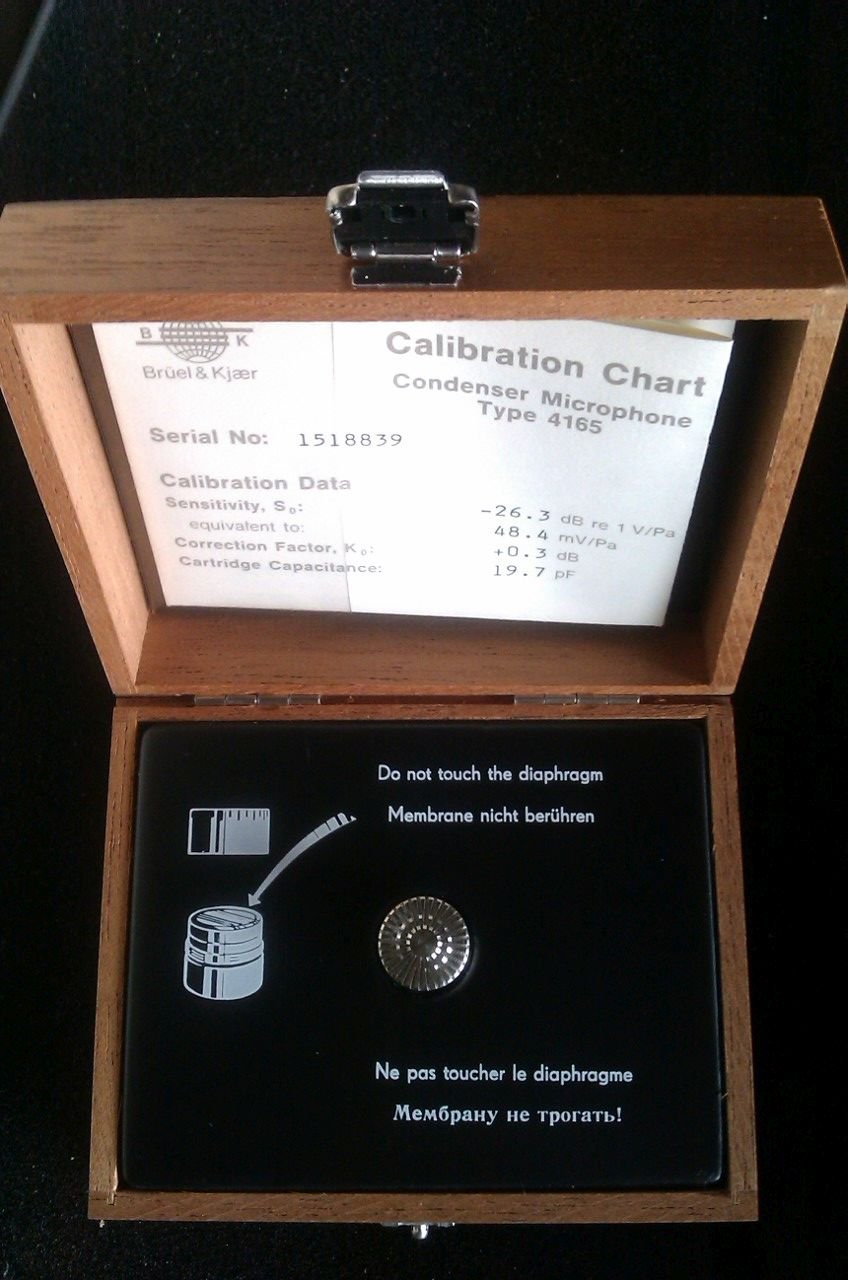 B K
Brüel & Kjær
Calibration Chart
Condenser Microphone
Type 4165
Serial No: 1518839
Calibration Data
Sensitivity, S₀: -26.3 dB re 1 V/Pa
equivalent to: 48.4 mV/Pa
Correction Factor, K₀: +0.3 dB
Cartridge Capacitance: 19.7 pF
Do not touch the diaphragm
Membrane nicht berühren
Ne pas toucher le diaphragme
Мембрану не трогать!